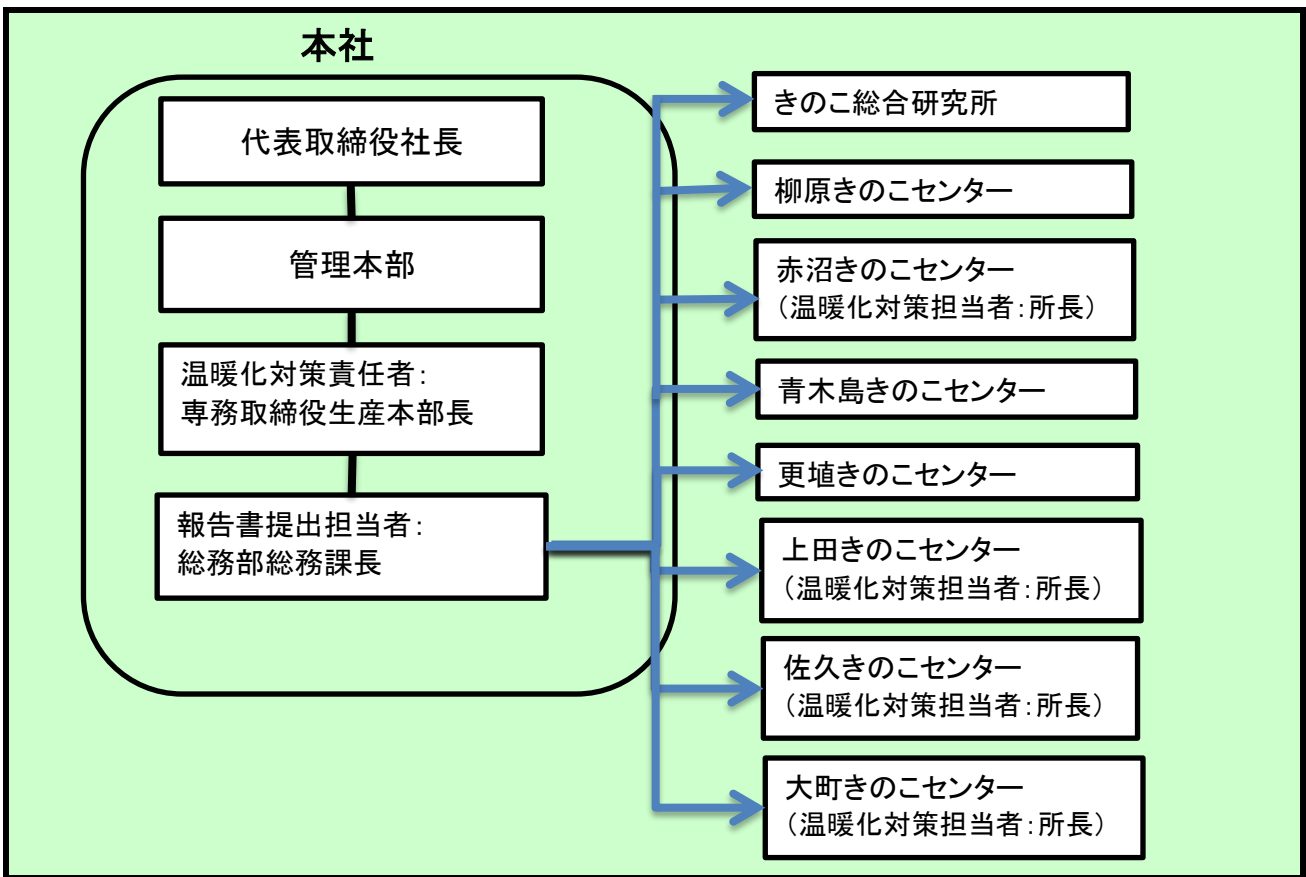 本社
代表取締役社長
管理本部
温暖化対策責任者：
専務取締役生産本部長
報告書提出担当者：
総務部総務課長
きのこ総合研究所
柳原きのこセンター
赤沼きのこセンター
（温暖化対策担当者：所長）
青木島きのこセンター
更埴きのこセンター
上田きのこセンター
（温暖化対策担当者：所長）
佐久きのこセンター
（温暖化対策担当者：所長）
大町きのこセンター
（温暖化対策担当者：所長）